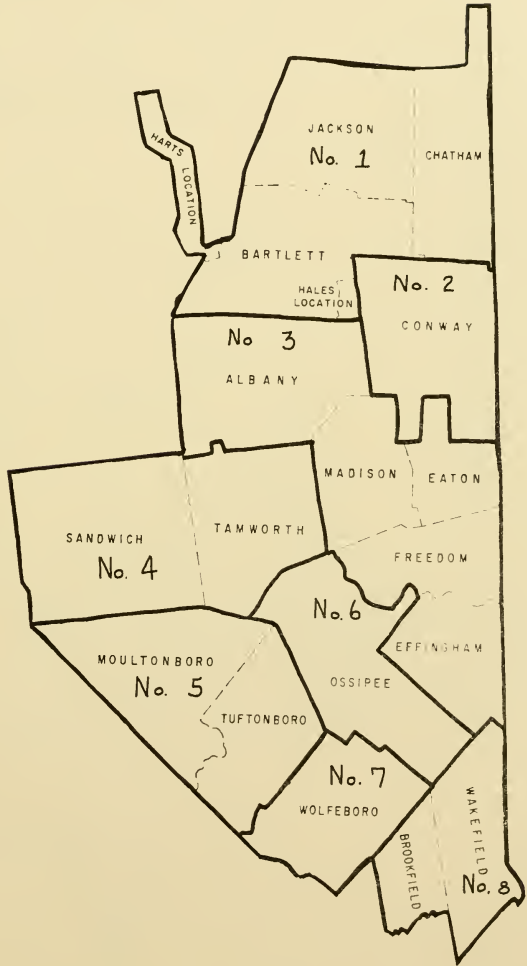 HARTS
LOCATION
JACKSON
No. 1
CHATHAM
BARTLETT
HALES
LOCATION
No. 2
CONWAY
No 3
ALBANY
MADISON
EATON
SANDWICH
No. 4
TAMWORTH
FREEDOM
No. 6
OSSIPEE
EFFINGHAM
MOULTONBORO
No. 5
TUFTONBORO
No. 7
WOLFEBORO
BROOKFIELD
WAKEFIELD
No. 8